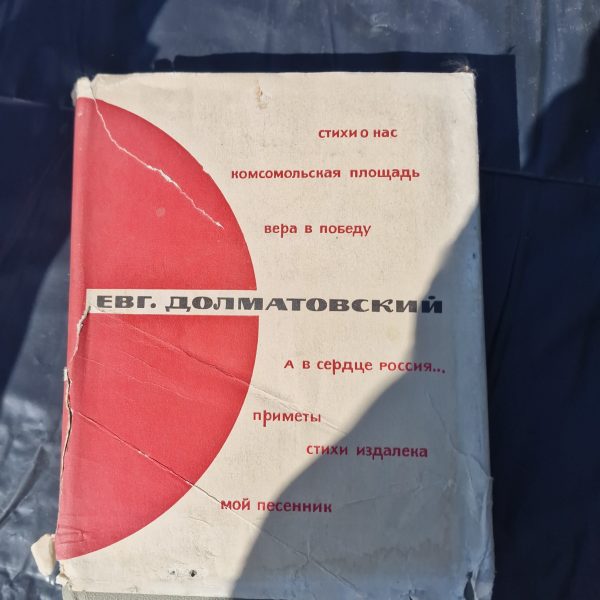 стихи о нас
комсомольская площадь
вера в победу
ЕВГ. ДОЛМАТОВСКИЙ
А в сердце россия...
приметы
стихи издалека
мой песенник